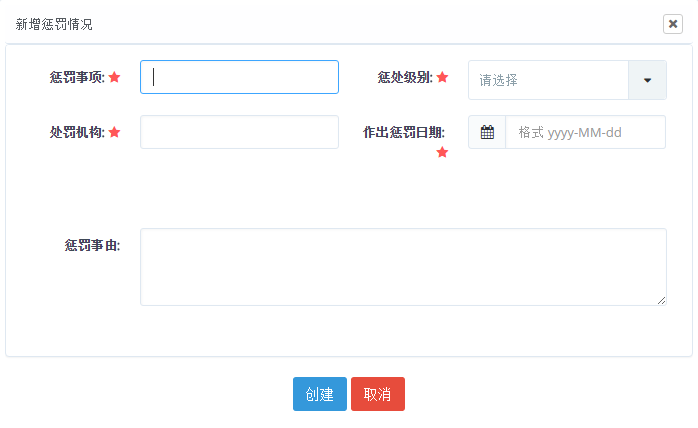 新增惩罚情况
惩罚事项: 惩处级别: 请选择
处罚机构: 作出惩罚日期: 格式 yyyy-MM-dd
惩罚事由:
创建 取消